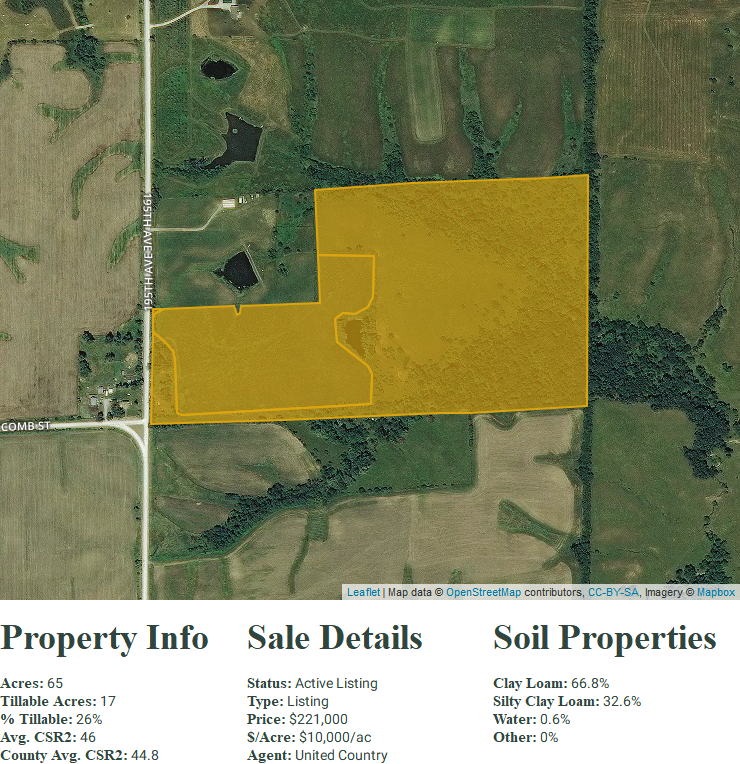 195TH AVE
195TH AVE
COMB ST
Leaflet | Map data © OpenStreetMap contributors, CC-BY-SA, Imagery © Mapbox
Property Info
Acres: 65
Tillable Acres: 17
% Tillable: 26%
Avg. CSR2: 46
County Avg. CSR2: 44.8
Sale Details
Status: Active Listing
Type: Listing
Price: $221,000
$/Acre: $10,000/ac
Agent: United Country
Soil Properties
Clay Loam: 66.8%
Silty Clay Loam: 32.6%
Water: 0.6%
Other: 0%